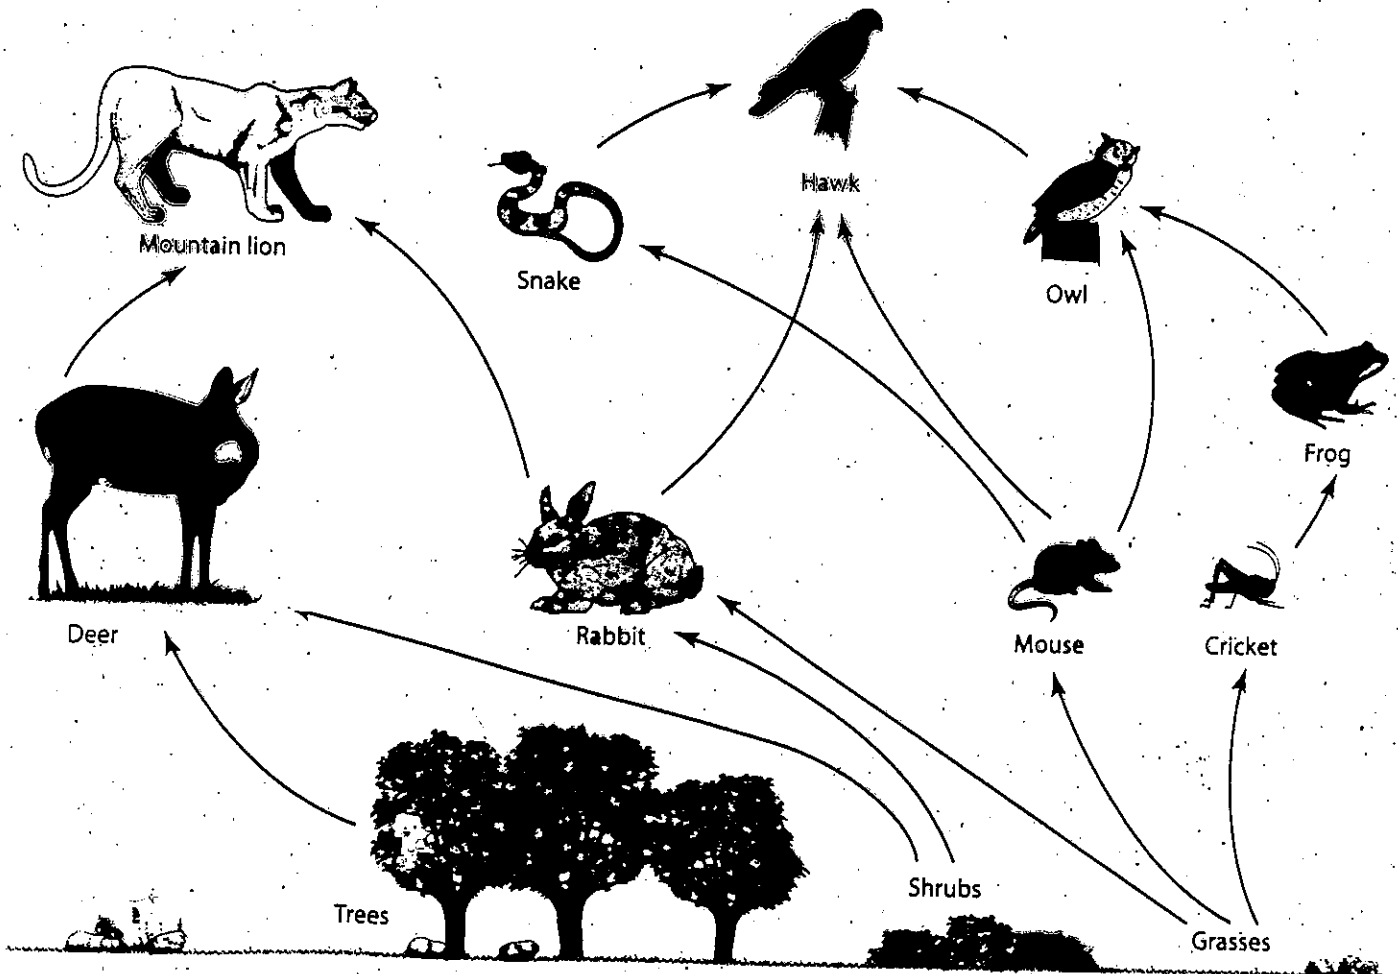 Hawk
Mountain lion
Snake
Owl
Frog
Deer
Rabbit
Mouse
Cricket
Trees
Shrubs
Grasses